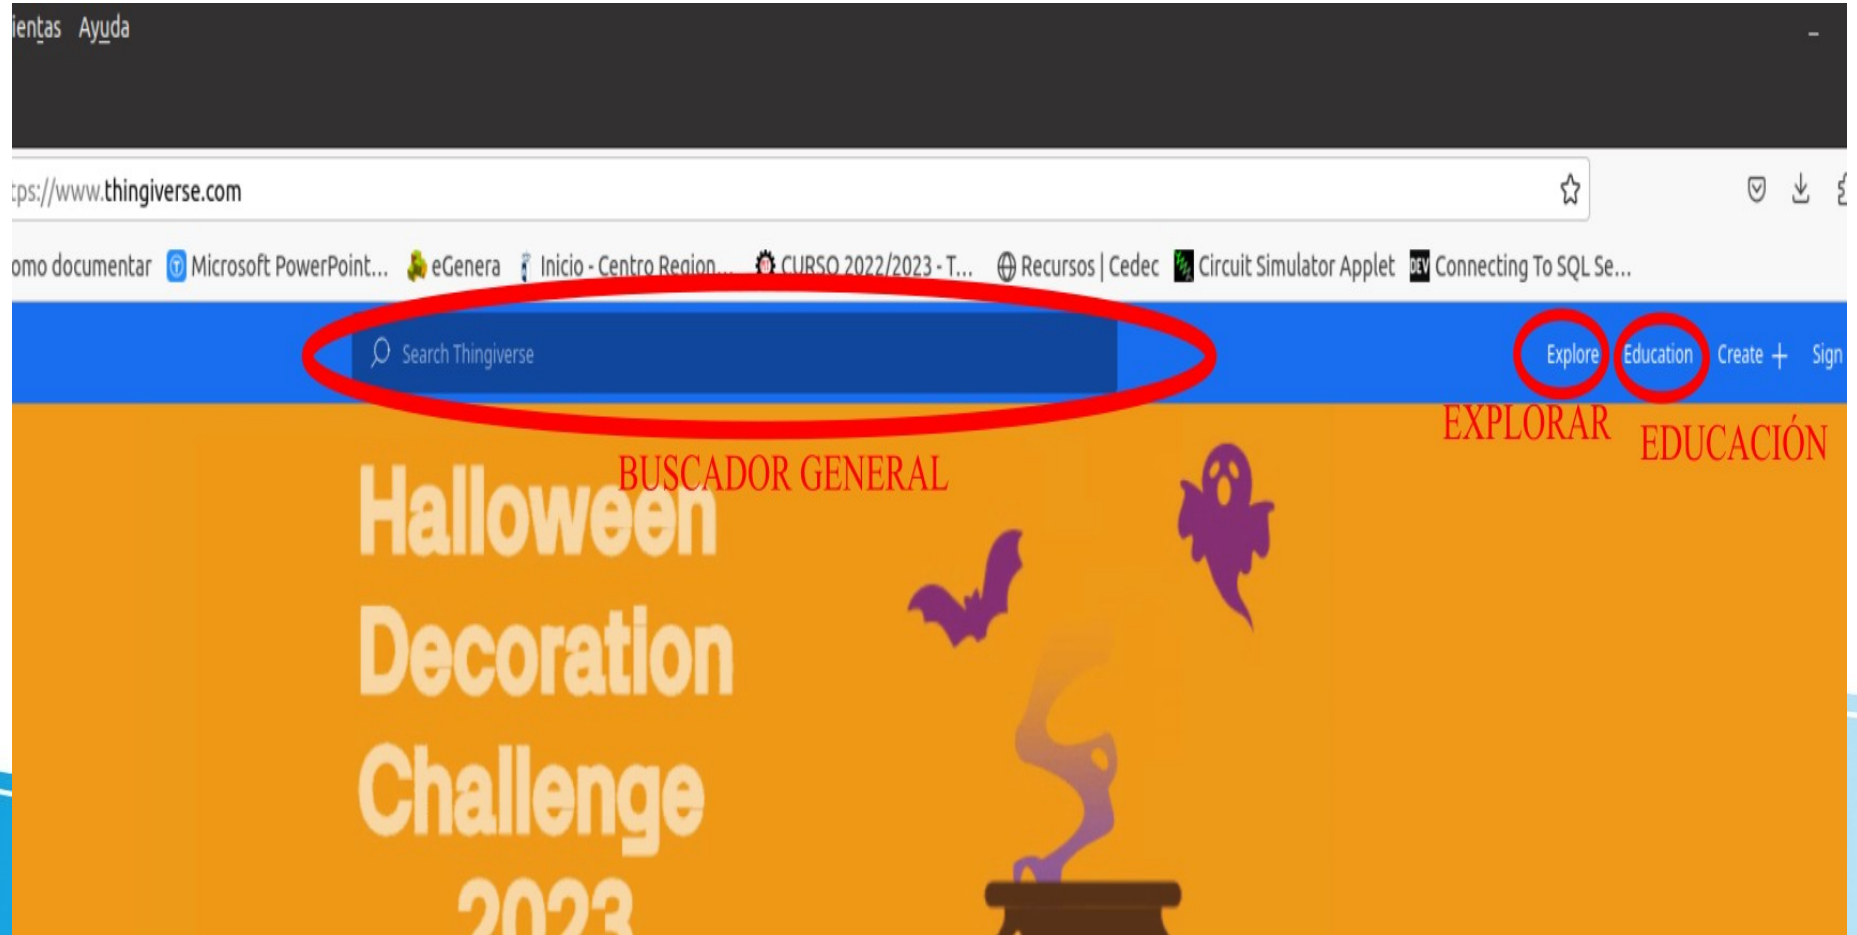 ientas Ayuda
tps://www.thingiverse.com
omo documentar Microsoft PowerPoint... eGenera Inicio - Centro Region... CURSO 2022/2023 - T... Recursos | Cedec Circuit Simulator Applet DEV Connecting To SQL Se...
Search Thingiverse Explore Education Create + Sign
EXPLORAR EDUCACIÓN
BUSCADOR GENERAL
Halloween
Decoration
Challenge
2023